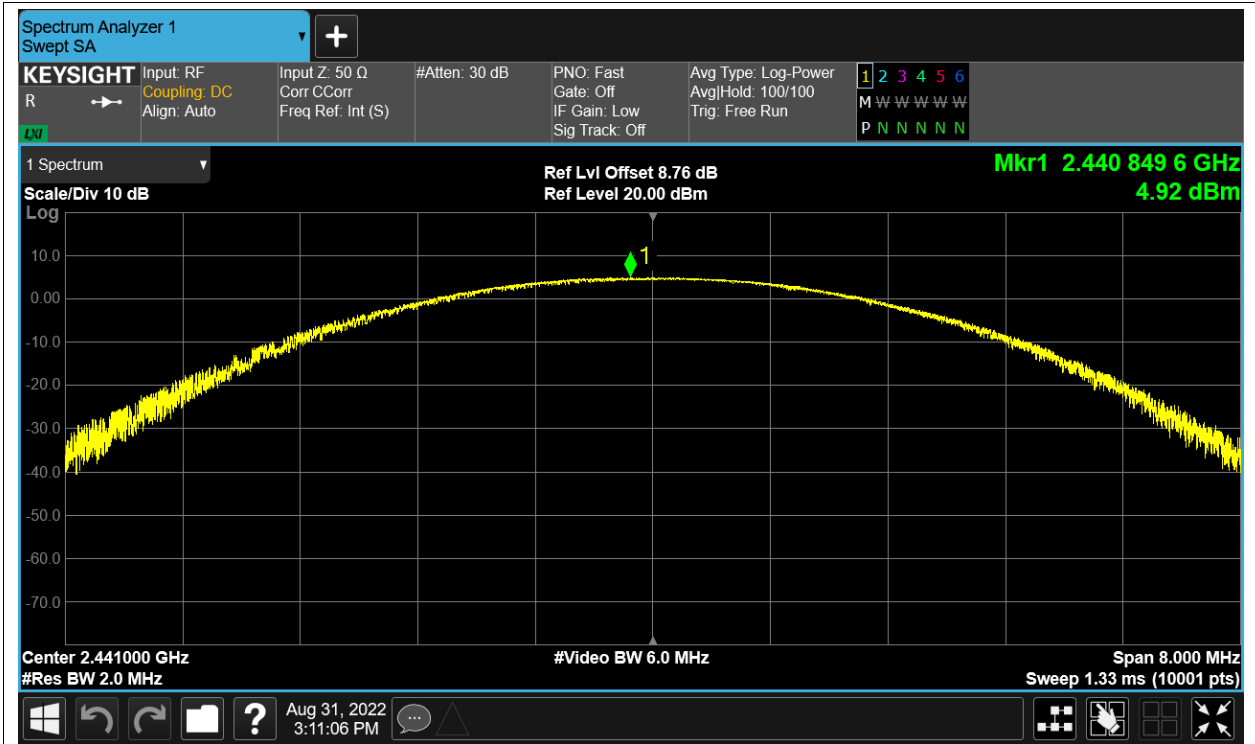 Spectrum Analyzer 1
Swept SA
KEYSIGHT
R
LXI
Input: RF
Coupling: DC
Align: Auto
Input Z: 50 Ω
Corr CCorr
Freq Ref: Int (S)
#Atten: 30 dB
PNO: Fast
Gate: Off
IF Gain: Low
Sig Track: Off
Avg Type: Log-Power
Avg|Hold: 100/100
Trig: Free Run
1 2 3 4 5 6
M W W W W W
P N N N N N
1 Spectrum
Scale/Div 10 dB
Ref Lvl Offset 8.76 dB
Ref Level 20.00 dBm
Mkr1 2.440 849 6 GHz
4.92 dBm
Log
1
10.0
0.00
-10.0
-20.0
-30.0
-40.0
-50.0
-60.0
-70.0
Center 2.441000 GHz
#Video BW 6.0 MHz
Span 8.000 MHz
#Res BW 2.0 MHz
Sweep 1.33 ms (10001 pts)
?
Aug 31, 2022
3:11:06 PM